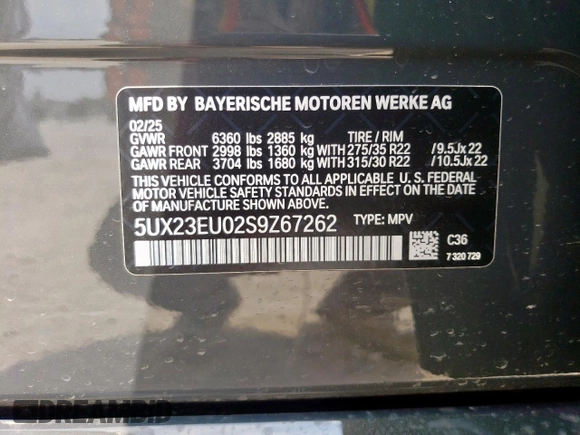 MFD BY BAYERISCHE MOTOREN WERKE AG
02/25
GVWR 6360 lbs 2885 kg TIRE / RIM
GAWR FRONT 2998 lbs 1360 kg WITH 275/35 R22 /9.5Jx 22
GAWR REAR 3704 lbs 1680 kg WITH 315/30 R22 /10.5Jx 22
THIS VEHICLE CONFORMS TO ALL APPLICABLE U. S. FEDERAL
MOTOR VEHICLE SAFETY STANDARDS IN EFFECT ON THE DATE
OF MANUFACTURE SHOWN ABOVE.
5UX23EU02S9Z67262 TYPE: MPV
C36
7 320 729
DREAMBID